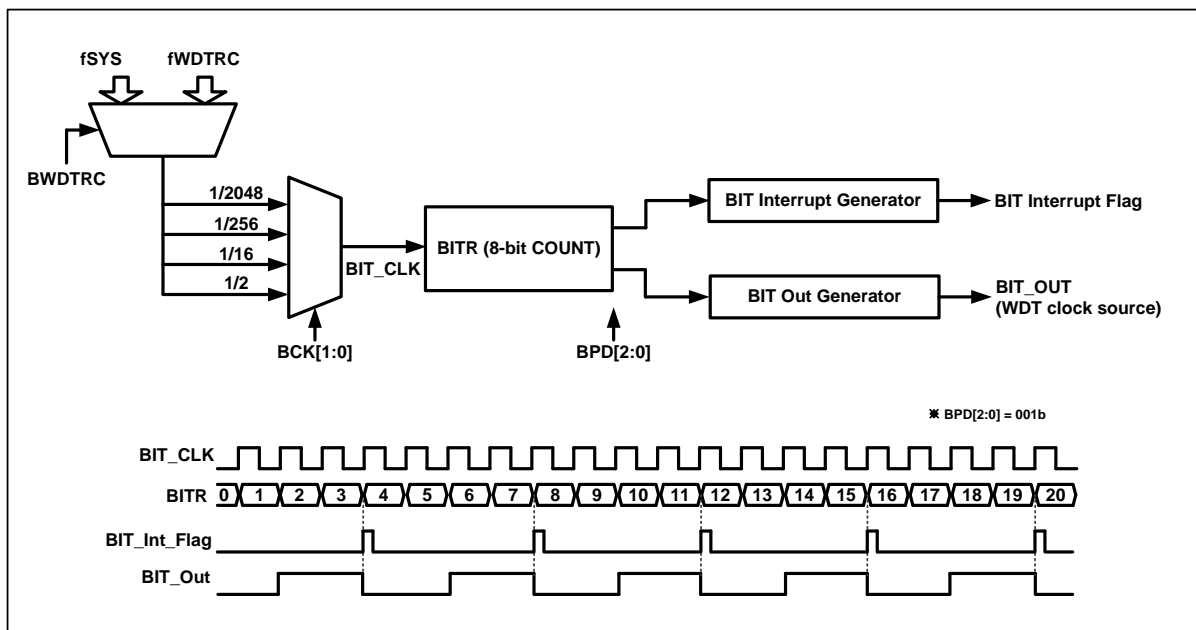 fSYS fWDTRC
BWDTRC
1/2048
1/256
1/16
1/2
BCK[1:0]
BIT_CLK
BITR (8-bit COUNT)
BPD[2:0]
BIT Interrupt Generator
BIT Interrupt Flag
BIT Out Generator
BIT_OUT
(WDT clock source)
※ BPD[2:0] = 001b
BIT_CLK
BITR 0 1 2 3 4 5 6 7 8 9 10 11 12 13 14 15 16 17 18 19 20
BIT_Int_Flag
BIT_Out